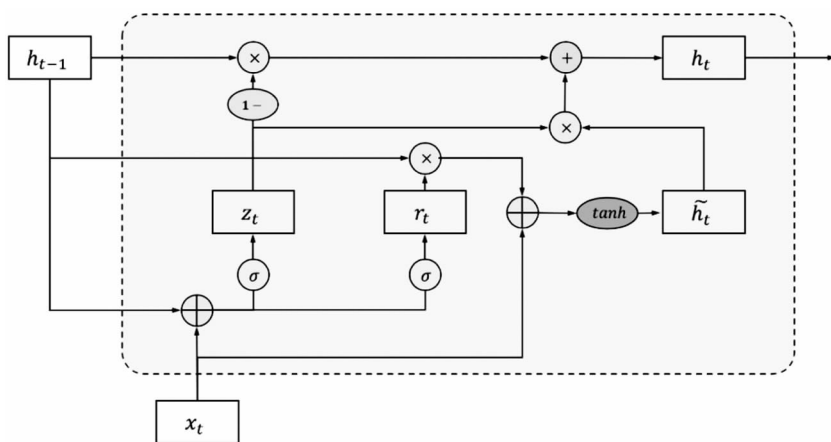 h_{t-1}
×
+
h_t
1 -
×
×
z_t
r_t
tanh
h̃_t
σ
σ
x_t